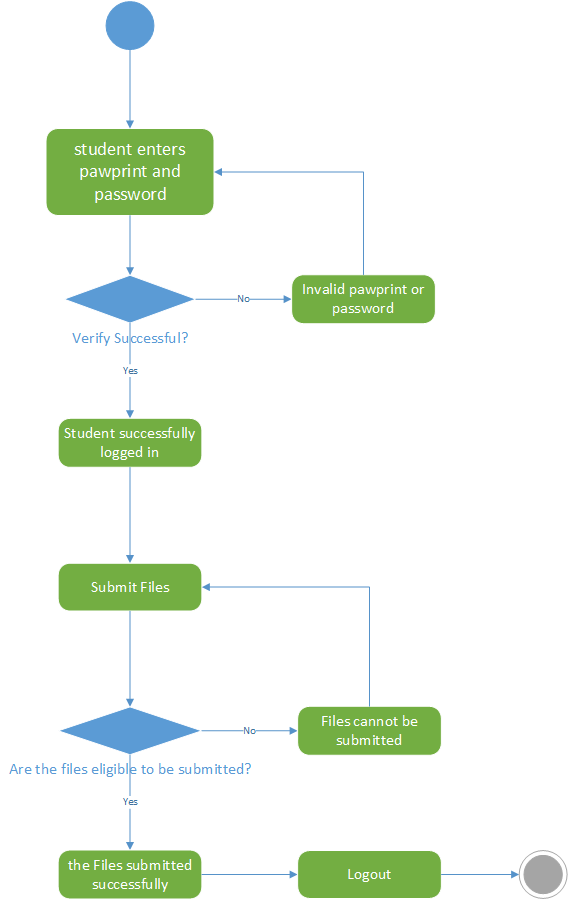 student enters
pawprint and
password
No
Invalid pawprint or
password
Verify Successful?
Yes
Student successfully
logged in
Submit Files
No
Files cannot be
submitted
Are the files eligible to be submitted?
Yes
the Files submitted
successfully
Logout